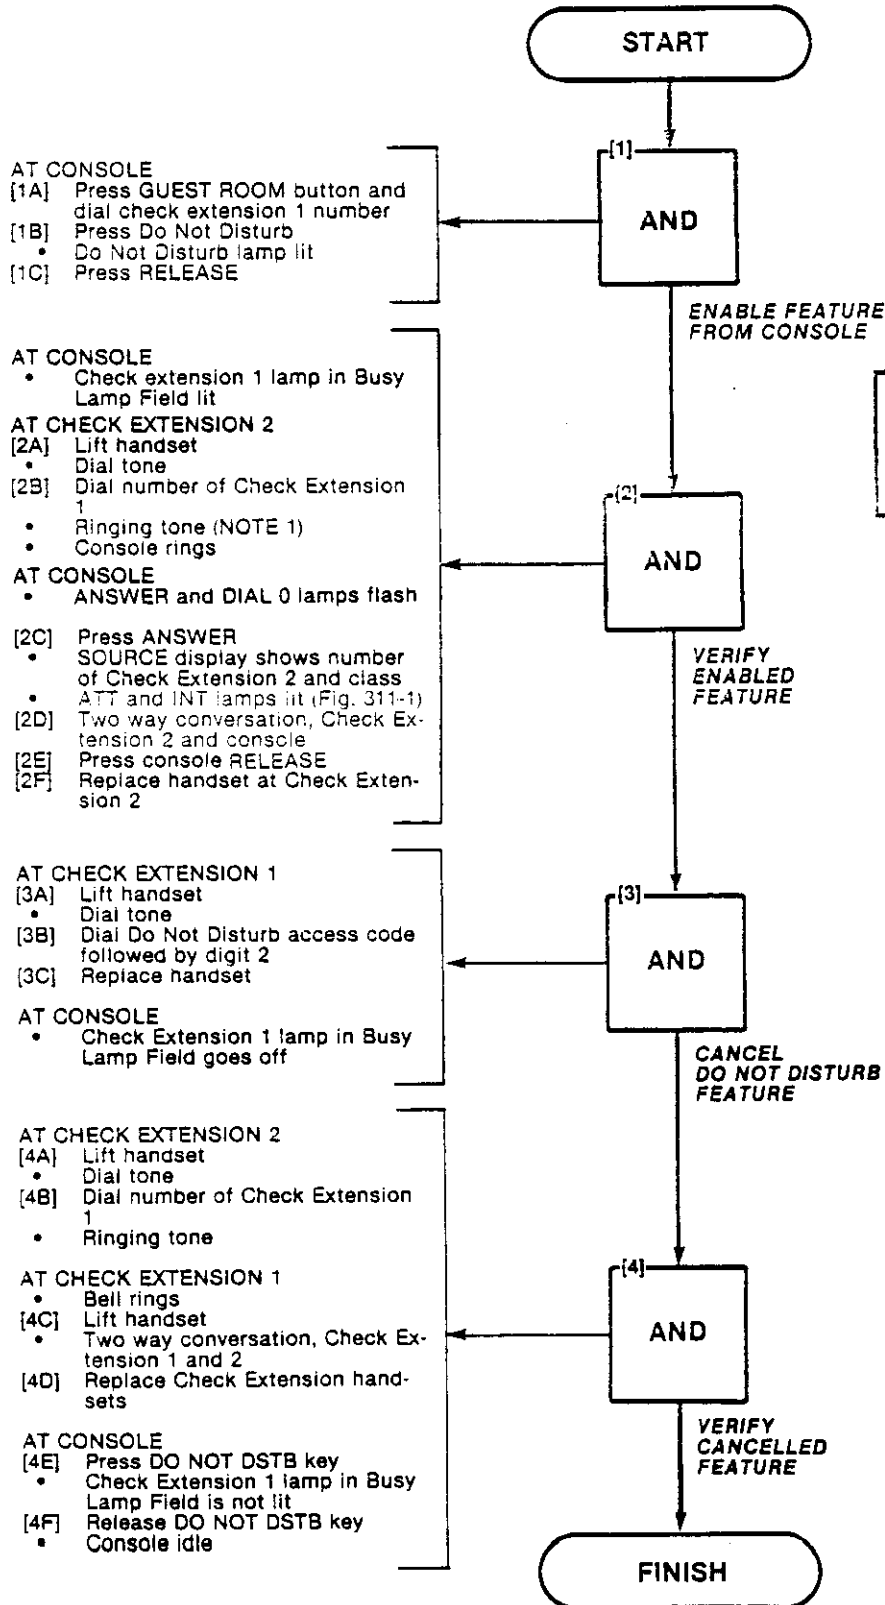 START
[1]
AND
AT CONSOLE
[1A] Press GUEST ROOM button and
dial check extension 1 number
[1B] Press Do Not Disturb
• Do Not Disturb lamp lit
[1C] Press RELEASE
ENABLE FEATURE
FROM CONSOLE
[2]
AND
AT CONSOLE
• Check extension 1 lamp in Busy
Lamp Field lit
AT CHECK EXTENSION 2
[2A] Lift handset
• Dial tone
[2B] Dial number of Check Extension
1
• Ringing tone (NOTE 1)
• Console rings
AT CONSOLE
• ANSWER and DIAL 0 lamps flash
[2C] Press ANSWER
• SOURCE display shows number
of Check Extension 2 and class
• ATT and INT lamps lit (Fig. 311-1)
[2D] Two way conversation, Check Ex-
tension 2 and console
[2E] Press console RELEASE
[2F] Replace handset at Check Exten-
sion 2
VERIFY
ENABLED
FEATURE
[3]
AND
AT CHECK EXTENSION 1
[3A] Lift handset
• Dial tone
[3B] Dial Do Not Disturb access code
followed by digit 2
[3C] Replace handset
AT CONSOLE
• Check Extension 1 lamp in Busy
Lamp Field goes off
CANCEL
DO NOT DISTURB
FEATURE
[4]
AND
AT CHECK EXTENSION 2
[4A] Lift handset
• Dial tone
[4B] Dial number of Check Extension
1
• Ringing tone
AT CHECK EXTENSION 1
• Bell rings
[4C] Lift handset
• Two way conversation, Check Ex-
tension 1 and 2
[4D] Replace Check Extension hand-
sets
AT CONSOLE
[4E] Press DO NOT DSTB key
• Check Extension 1 lamp in Busy
Lamp Field is not lit
[4F] Release DO NOT DSTB key
• Console idle
VERIFY
CANCELLED
FEATURE
FINISH